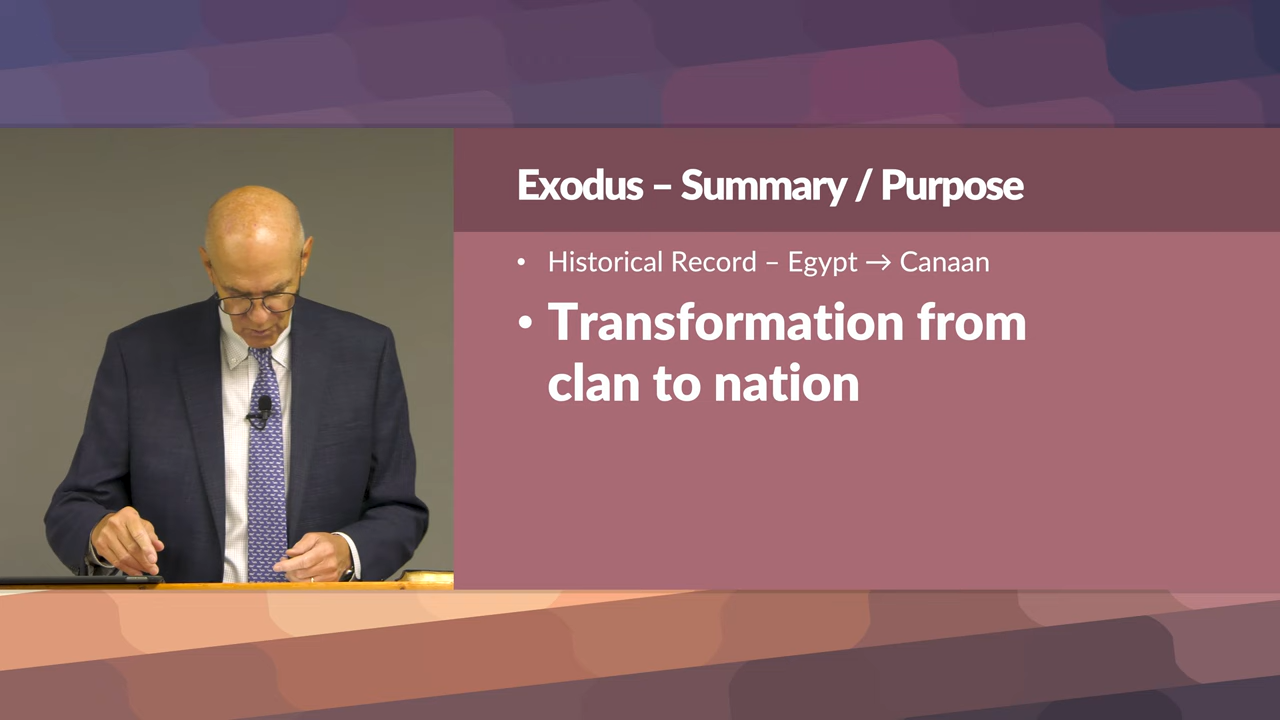 Exodus – Summary / Purpose
• Historical Record – Egypt → Canaan
• Transformation from
clan to nation